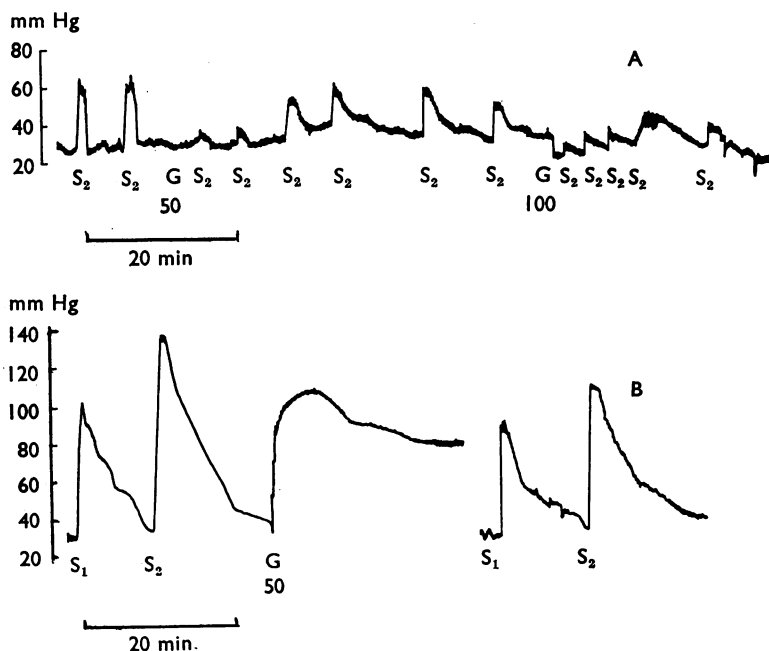 mm Hg
80
60
40
20
A
S₂ S₂ G S₂ S₂ S₂ S₂ S₂ S₂ G S₂ S₂ S₂ S₂ S₂
50 100
20 min
mm Hg
140
120
100
80
60
40
20
B
S₁ S₂ G S₁ S₂
50
20 min.